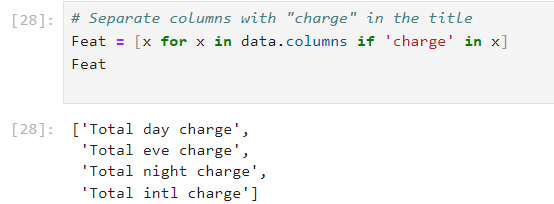 [28]: # Separate columns with "charge" in the title
Feat = [x for x in data.columns if 'charge' in x]
Feat
[28]: ['Total day charge',
'Total eve charge',
'Total night charge',
'Total intl charge']